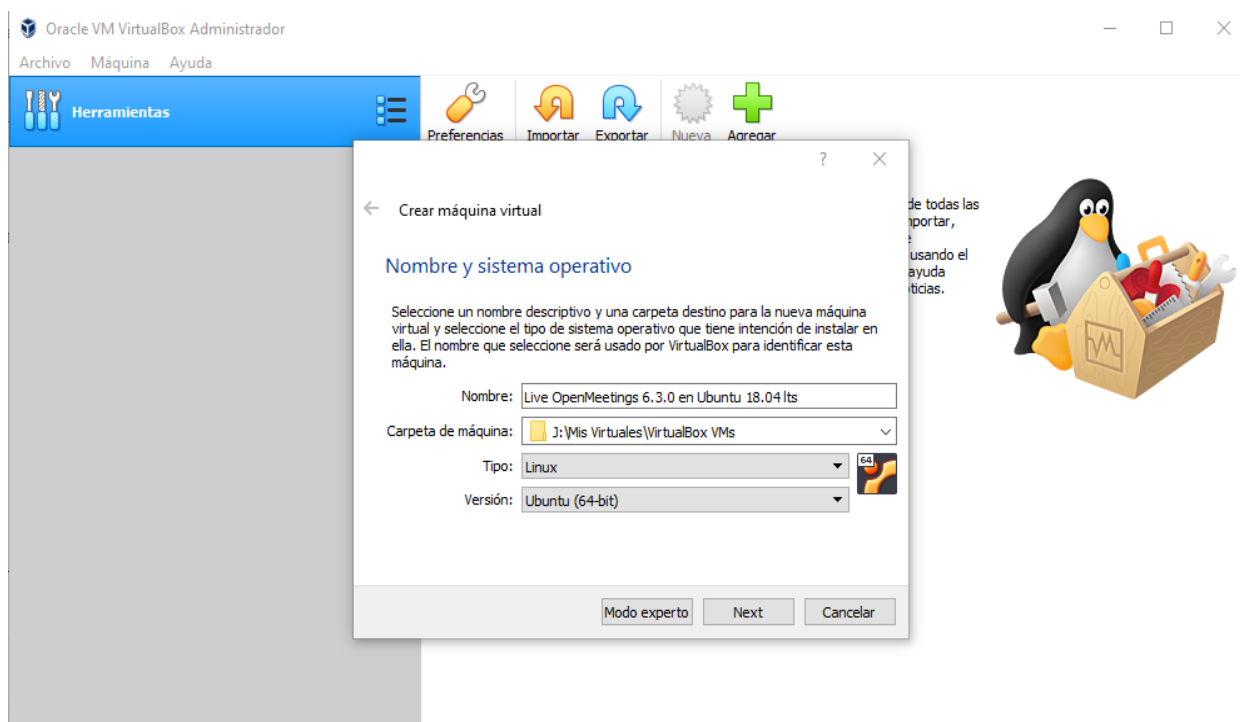 Oracle VM VirtualBox Administrador
Archivo Máquina Ayuda
Herramientas
Preferencias Importar Exportar Nueva Agregar
Crear máquina virtual
de todas las
usando el
ayuda
Nombre y sistema operativo
Seleccione un nombre descriptivo y una carpeta destino para la nueva máquina
virtual y seleccione el tipo de sistema operativo que tiene intención de instalar en
ella. El nombre que seleccione será usado por VirtualBox para identificar esta
máquina.
Nombre: Live OpenMeetings 6.3.0 en Ubuntu 18.04 lts
Carpeta de máquina: J:\Mis Virtuales\VirtualBox VMs
Tipo: Linux
64
Versión: Ubuntu (64-bit)
Modo experto Next Cancelar